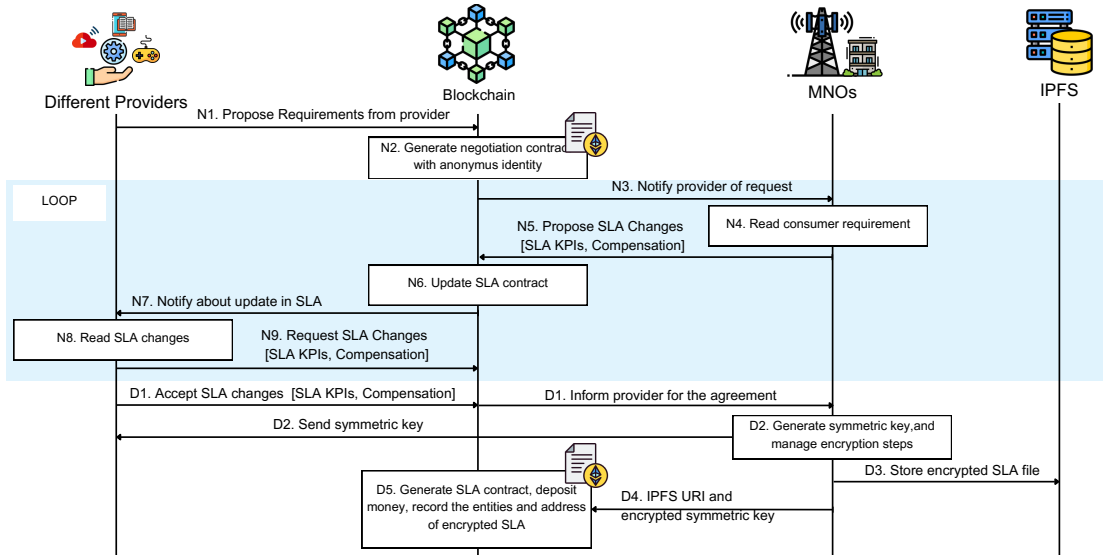 Different Providers
Blockchain
MNOs
IPFS
N1. Propose Requirements from provider
N2. Generate negotiation contract
with anonymus identity
LOOP
N3. Notify provider of request
N4. Read consumer requirement
N5. Propose SLA Changes
[SLA KPIs, Compensation]
N6. Update SLA contract
N7. Notify about update in SLA
N8. Read SLA changes
N9. Request SLA Changes
[SLA KPIs, Compensation]
D1. Accept SLA changes [SLA KPIs, Compensation]
D1. Inform provider for the agreement
D2. Generate symmetric key,and
manage encryption steps
D2. Send symmetric key
D3. Store encrypted SLA file
D4. IPFS URI and
encrypted symmetric key
D5. Generate SLA contract, deposit
money, record the entities and address
of encrypted SLA